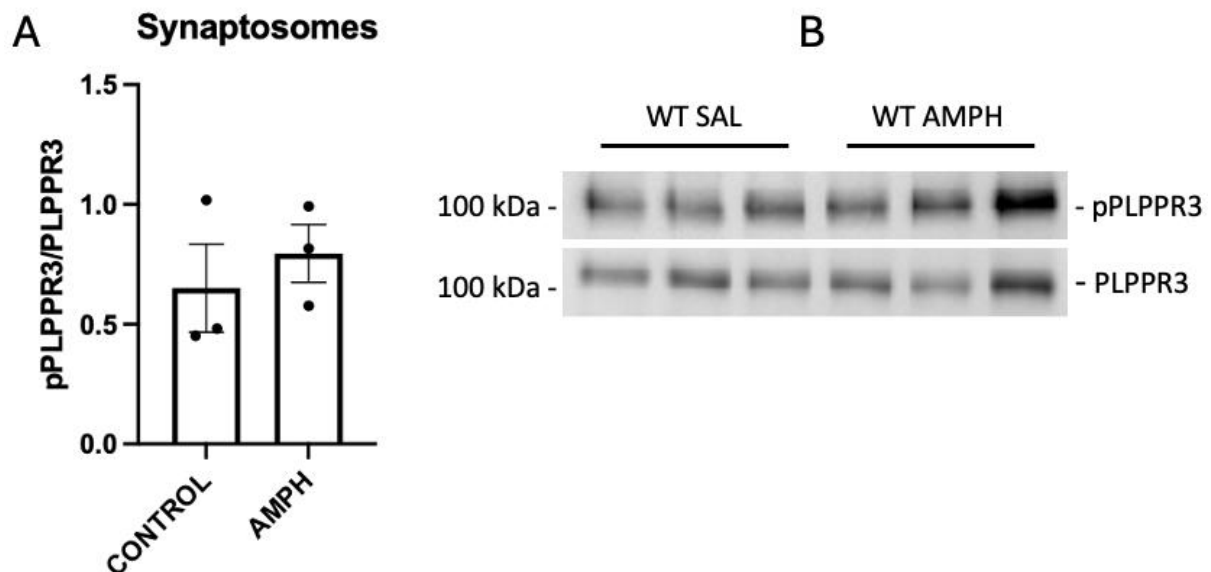 A
Synaptosomes
pPLPPR3/PLPPR3
1.5
1.0
0.5
0.0
CONTROL
AMPH
B
WT SAL
WT AMPH
100 kDa -
- pPLPPR3
100 kDa -
- PLPPR3